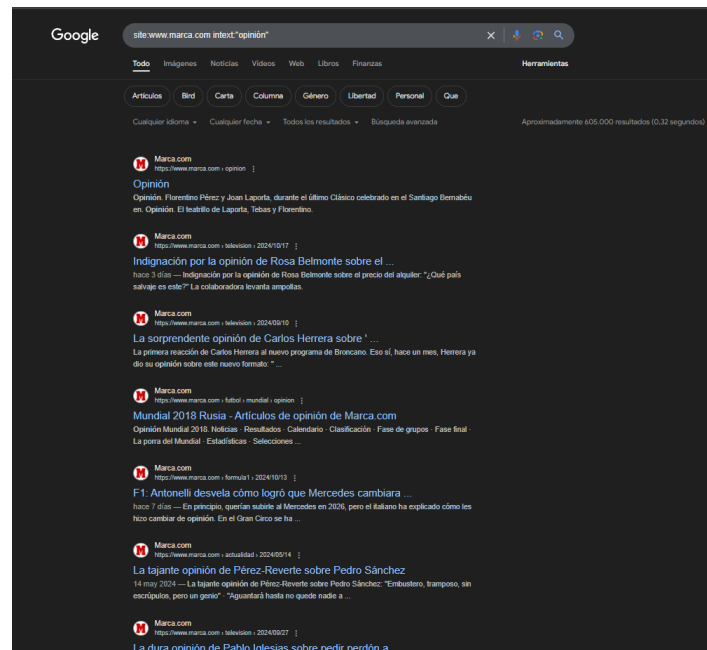 Google
site:www.marca.com intext:"opinión"
Todo Imágenes Noticias Vídeos Web Libros Finanzas Herramientas
Artículos Bird Carta Columna Género Libertad Personal Que
Cualquier idioma Cualquier fecha Todos los resultados Búsqueda avanzada Aproximadamente 605.000 resultados (0,32 segundos)
M Marca.com
https://www.marca.com › opinion
Opinión
Opinión. Florentino Pérez y Joan Laporta, durante el último Clásico celebrado en el Santiago Bernabéu
en. Opinión. El teatrillo de Laporta, Tebas y Florentino.
M Marca.com
https://www.marca.com › television › 2024/10/17
Indignación por la opinión de Rosa Belmonte sobre el ...
hace 3 días — Indignación por la opinión de Rosa Belmonte sobre el precio del alquiler: "¿Qué país
salvaje es este?" La colaboradora levanta ampollas.
M Marca.com
https://www.marca.com › television › 2024/09/10
La sorprendente opinión de Carlos Herrera sobre ' ...
La primera reacción de Carlos Herrera al nuevo programa de Broncano. Eso sí, hace un mes, Herrera ya
dio su opinión sobre este nuevo formato: " ...
M Marca.com
https://www.marca.com › futbol › mundial › opinion
Mundial 2018 Rusia - Artículos de opinión de Marca.com
Opinión Mundial 2018. Noticias · Resultados · Calendario · Clasificación · Fase de grupos · Fase final ·
La porra del Mundial · Estadísticas · Selecciones ...
M Marca.com
https://www.marca.com › formula1 › 2024/10/13
F1: Antonelli desvela cómo logró que Mercedes cambiara ...
hace 7 días — En principio, querían subirle al Mercedes en 2026, pero el italiano ha explicado cómo les
hizo cambiar de opinión. En el Gran Circo se ha ...
M Marca.com
https://www.marca.com › actualidad › 2024/05/14
La tajante opinión de Pérez-Reverte sobre Pedro Sánchez
14 may 2024 — La tajante opinión de Pérez-Reverte sobre Pedro Sánchez: "Embustero, tramposo, sin
escrúpulos, pero un genio" · "Aguantará hasta no quede nadie a ...
M Marca.com
https://www.marca.com › television › 2024/09/27
La dura opinión de Pablo Iglesias sobre pedir perdón a ...